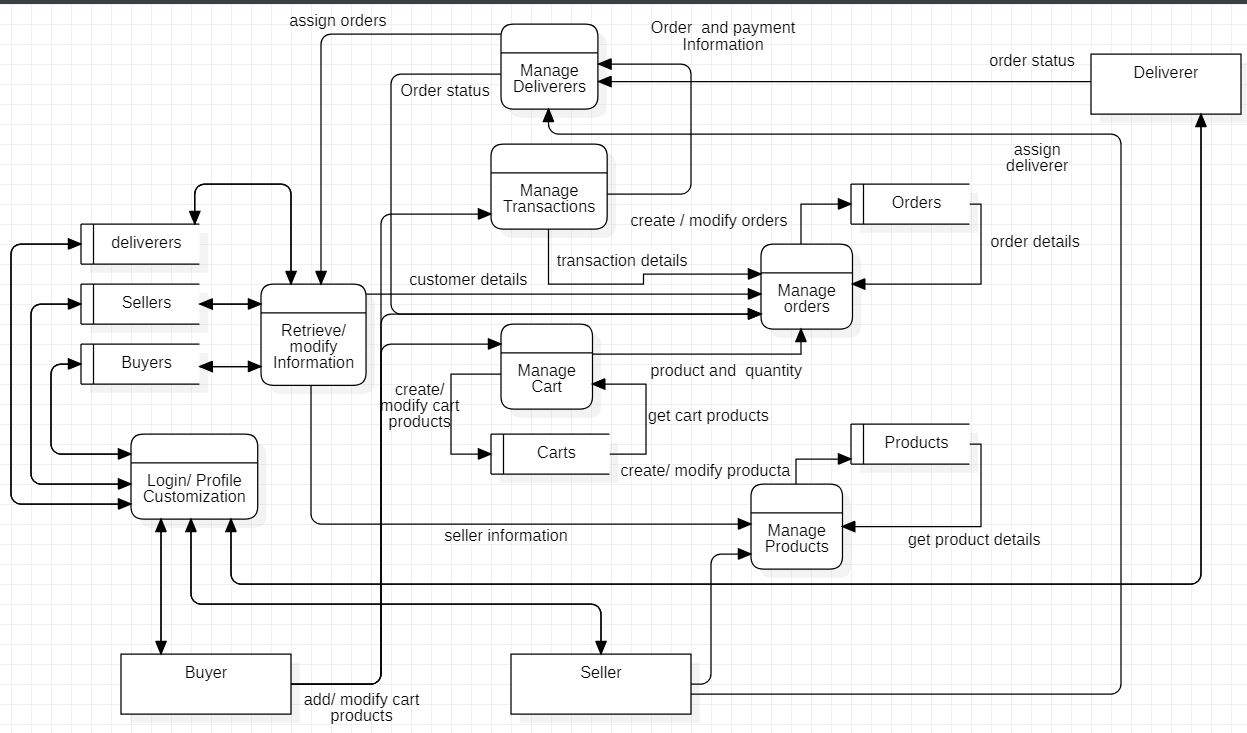 assign orders
Order  and payment
Information
Manage
Deliverers
order status
Deliverer
Order status
assign
deliverer
Manage
Transactions
create / modify orders
Orders
deliverers
order details
transaction details
customer details
Sellers
Manage
orders
Retrieve/
modify
Information
Buyers
Manage
Cart
product and  quantity
create/
modify cart
products
get cart products
Carts
Products
create/ modify producta
Login/ Profile
Customization
seller information
Manage
Products
get product details
Buyer
Seller
add/ modify cart
products